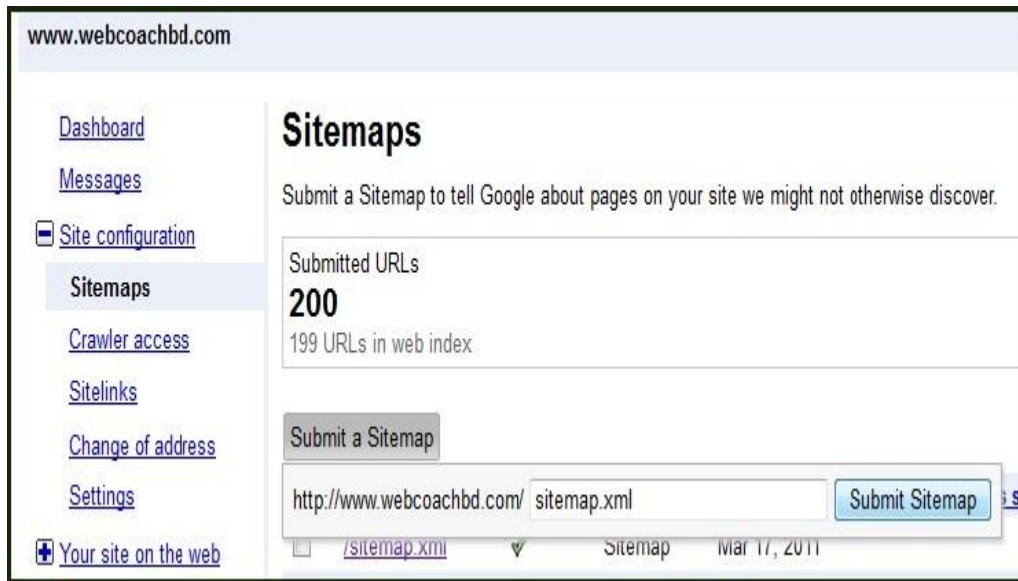 www.webcoachbd.com
Dashboard
Messages
Site configuration
Sitemaps
Crawler access
Sitelinks
Change of address
Settings
Your site on the web
Sitemaps
Submit a Sitemap to tell Google about pages on your site we might not otherwise discover.
Submitted URLs
200
199 URLs in web index
Submit a Sitemap
http://www.webcoachbd.com/ sitemap.xml Submit Sitemap
/sitemap.xml Sitemap Mar 17, 2011